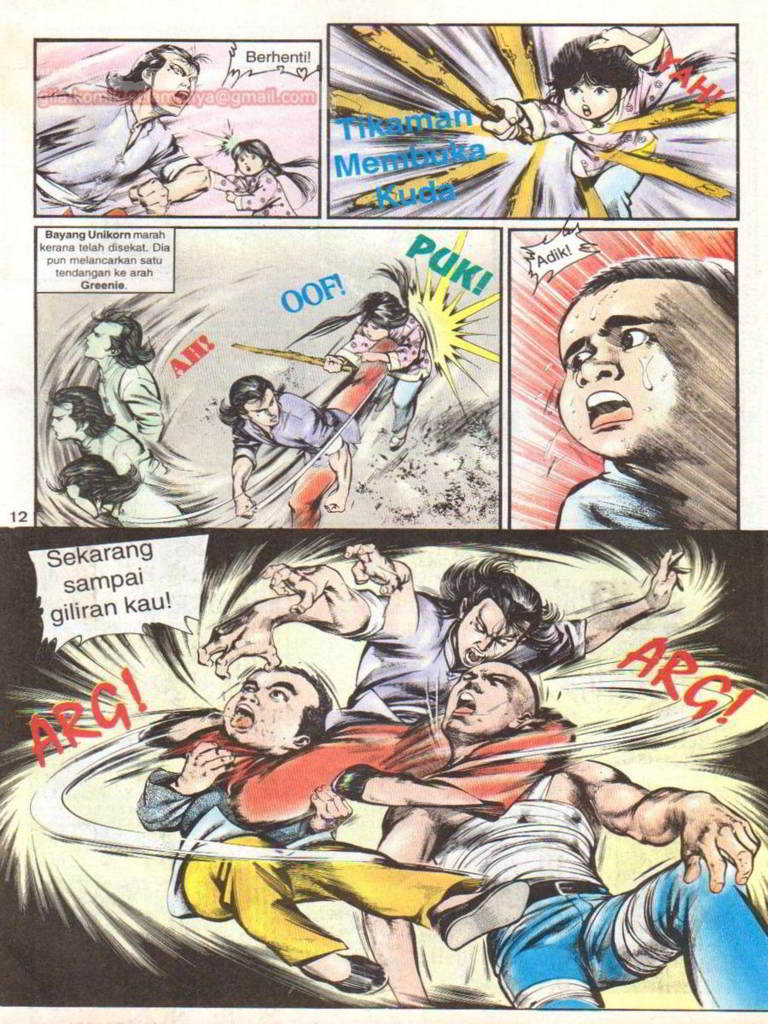 Berhenti!
YAH!
Tikaman
Membuka
Kuda
Bayang Unikorn marah
kerana telah disekat. Dia
pun melancarkan satu
tendangan ke arah
Greenie.
AH!
OOF!
PUK!
Adik!
12
Sekarang
sampai
giliran kau!
ARG!
ARG!